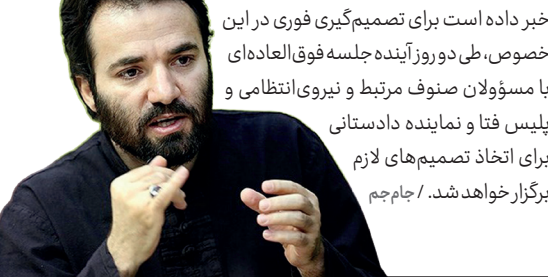 خبر داده است برای تصمیم‌گیری فوری در این
خصوص، طی دو روز آینده جلسه فوق‌العاده‌ای
با مسؤولان صنوف مرتبط و نیروی‌انتظامی و
پلیس فتا و نماینده دادستانی
برای اتخاذ تصمیم‌های لازم
برگزار خواهد شد. / جام‌جم